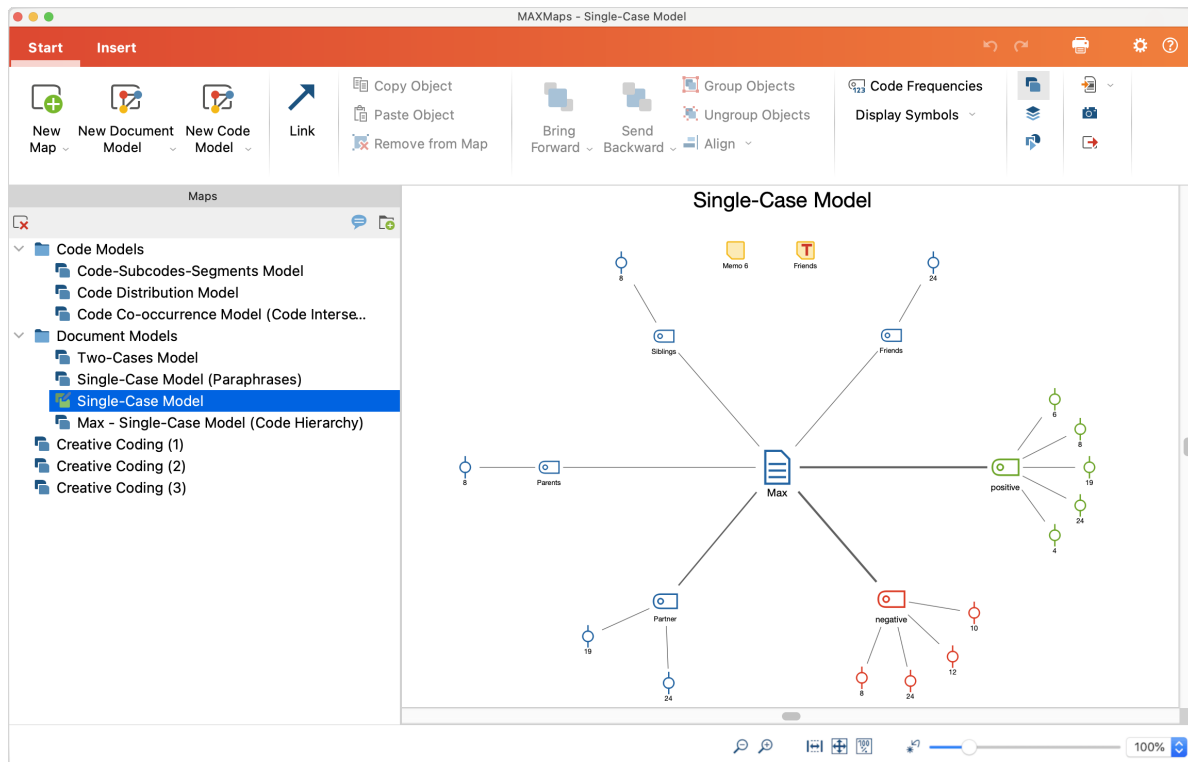 MAXMaps - Single-Case Model
Start Insert
New Map
New Document Model
New Code Model
Link
Copy Object
Paste Object
Remove from Map
Bring Forward
Send Backward
Group Objects
Ungroup Objects
Align
123 Code Frequencies
Display Symbols
Maps
Code Models
Code-Subcodes-Segments Model
Code Distribution Model
Code Co-occurrence Model (Code Interse...
Document Models
Two-Cases Model
Single-Case Model (Paraphrases)
Single-Case Model
Max - Single-Case Model (Code Hierarchy)
Creative Coding (1)
Creative Coding (2)
Creative Coding (3)
Single-Case Model
8
Memo 6
T
Friends
24
Siblings
Friends
6
8
8
Parents
Max
positive
19
24
4
Partner
negative
19
10
12
24
8
24
100%
100%